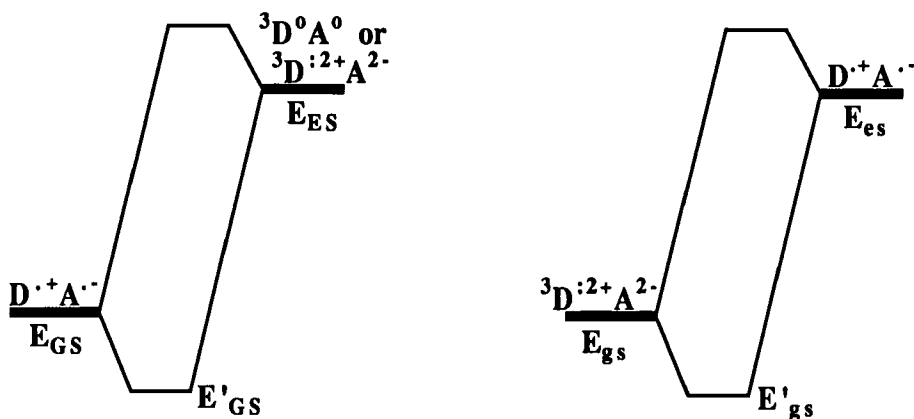 ³D⁰A⁰ or
³D:²⁺A²⁻
E_ES
D·⁺A·⁻
E_GS
E'_GS
D·⁺A·⁻
E_es
³D:²⁺A²⁻
E_gs
E'_gs